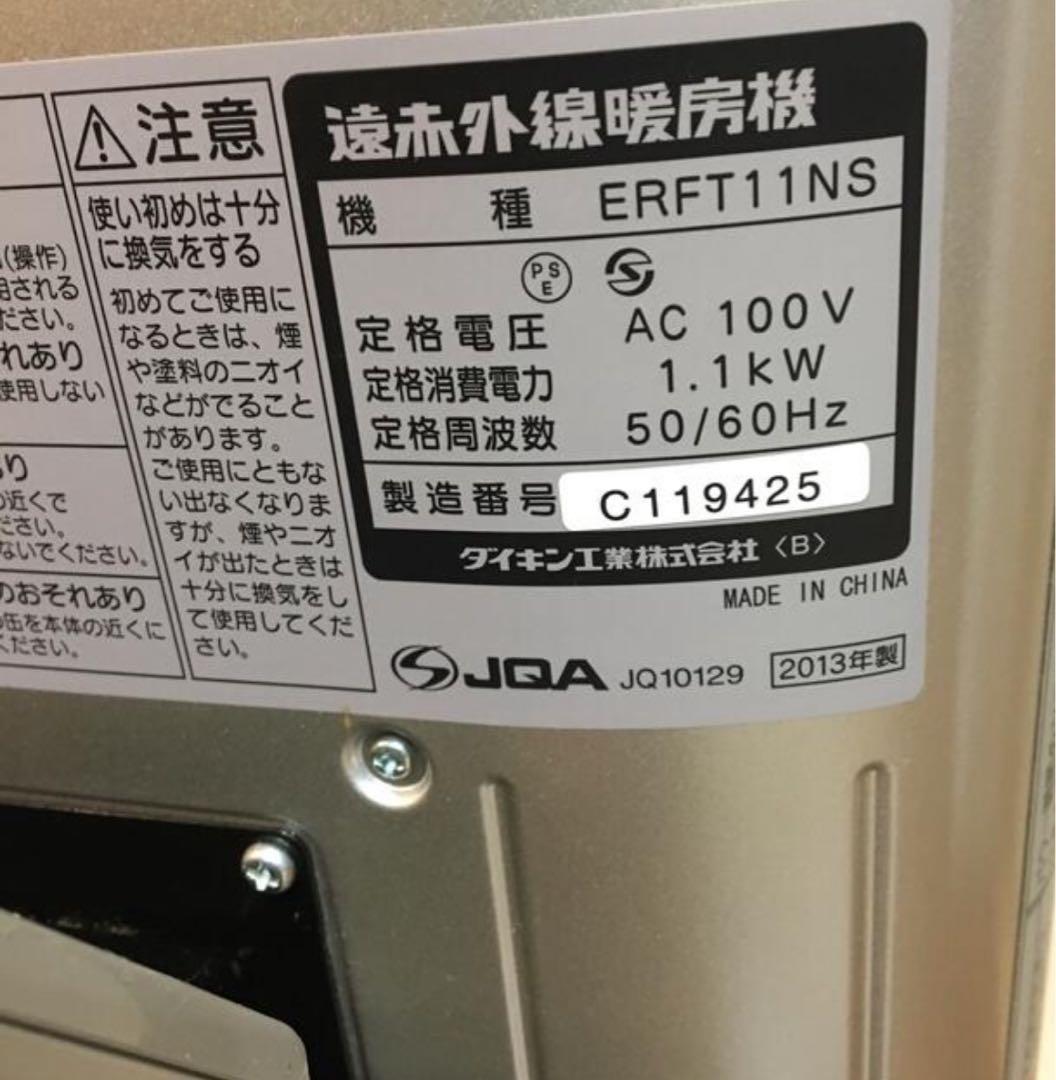 (操作)
用される
ださい。
れあり
使用しない
り
の近くで
ださい。
ないでください。
のおそれあり
の缶を本体の近くに
ください。
注意
使い初めは十分
に換気をする
初めてご使用に
なるときは、煙
や塗料のニオイ
などがでること
があります。
ご使用にともな
い出なくなりま
すが、煙やニオ
イが出たときは
十分に換気をし
て使用してくだ
さい。
遠赤外線暖房機
機種 ERFT11NS
PSE
定格電圧 AC 100V
定格消費電力 1.1kW
定格周波数 50/60Hz
製造番号 C119425
ダイキン工業株式会社〈B〉
MADE IN CHINA
JQA JQ10129 2013年製